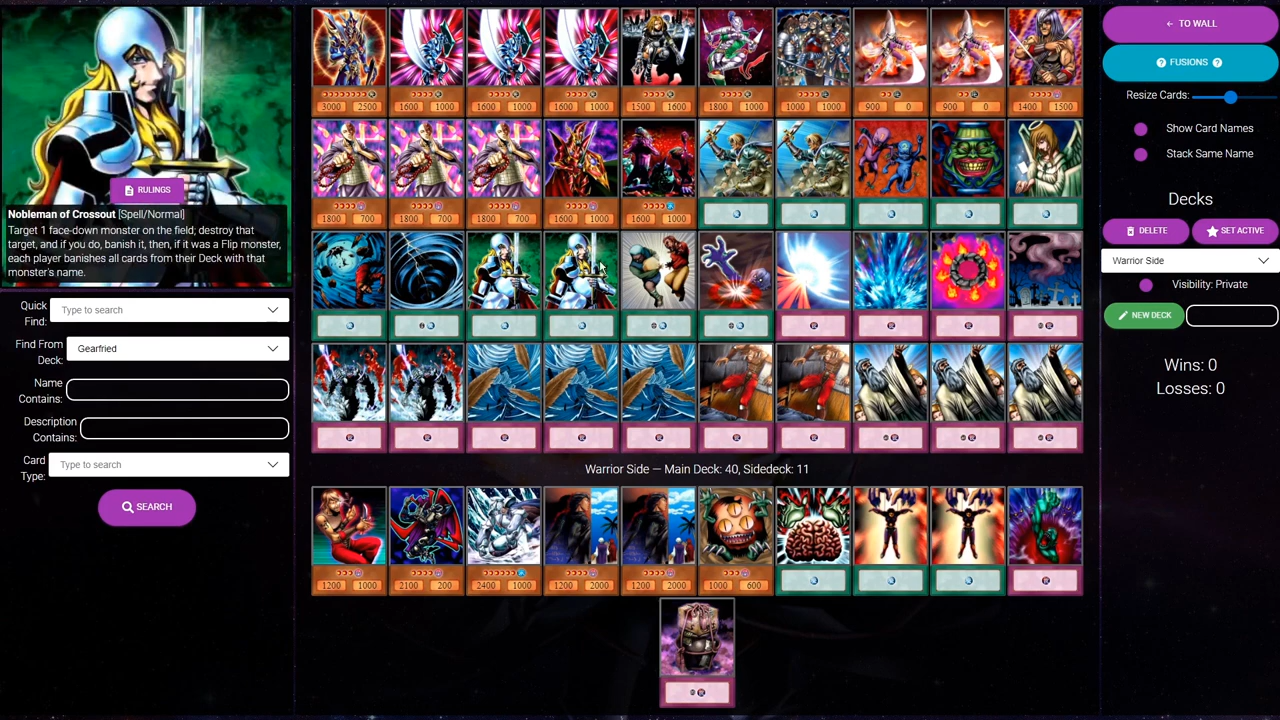 RULINGS
Nobleman of Crossout [Spell/Normal]
Target 1 face-down monster on the field; destroy that
target, and if you do, banish it, then, if it was a Flip monster,
each player banishes all cards from their Deck with that
monster's name.
Quick
Find:
Type to search
Find From
Deck:
Gearfried
Name
Contains:
Description
Contains:
Card
Type:
Type to search
SEARCH
3000 2500
1600 1000
1600 1000
1600 1000
1500 1600
1800 1000
1000 1000
900 0
900 0
1400 1500
1800 700
1800 700
1800 700
1600 1000
1600 1000
Warrior Side — Main Deck: 40, Sidedeck: 11
1200 1000
2100 200
2400 1000
1200 2000
1200 2000
1000 600
← TO WALL
FUSIONS
Resize Cards:
Show Card Names
Stack Same Name
Decks
DELETE
SET ACTIVE
Warrior Side
Visibility: Private
NEW DECK
Wins: 0
Losses: 0